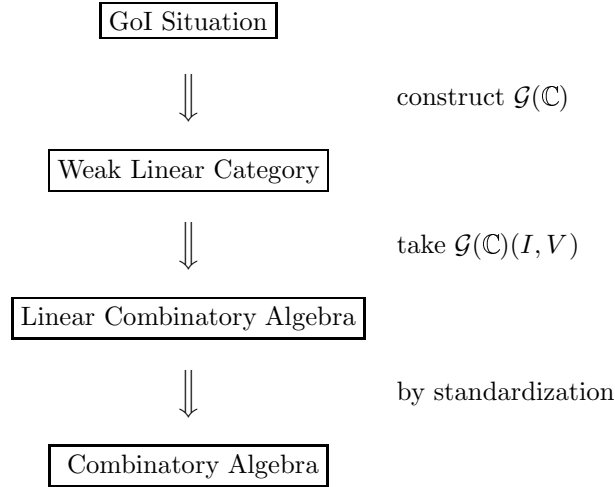 GoI Situation
⇓ construct 𝒢(ℂ)
Weak Linear Category
⇓ take 𝒢(ℂ)(I, V)
Linear Combinatory Algebra
⇓ by standardization
Combinatory Algebra